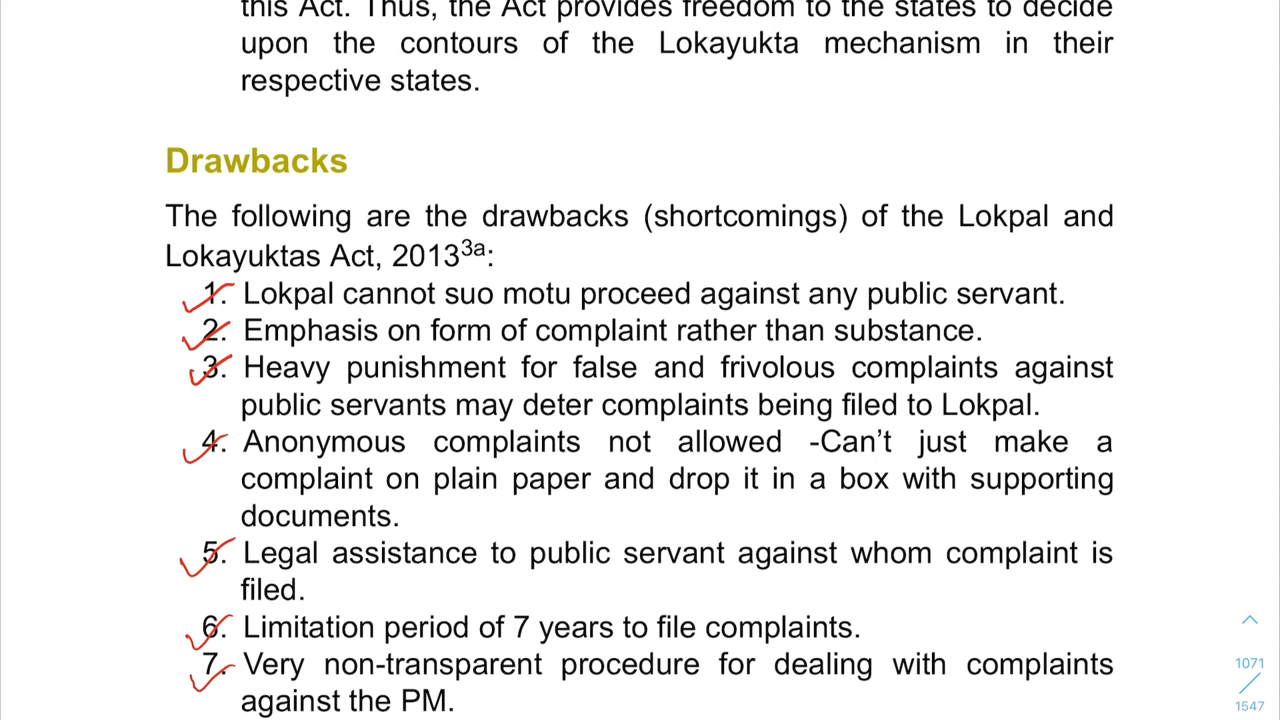 this Act. Thus, the Act provides freedom to the states to decide
upon the contours of the Lokayukta mechanism in their
respective states.
Drawbacks
The following are the drawbacks (shortcomings) of the Lokpal and
Lokayuktas Act, 2013³ᵃ:
1. Lokpal cannot suo motu proceed against any public servant.
2. Emphasis on form of complaint rather than substance.
3. Heavy punishment for false and frivolous complaints against
public servants may deter complaints being filed to Lokpal.
4. Anonymous complaints not allowed -Can’t just make a
complaint on plain paper and drop it in a box with supporting
documents.
5. Legal assistance to public servant against whom complaint is
filed.
6. Limitation period of 7 years to file complaints.
7. Very non-transparent procedure for dealing with complaints
against the PM.
1071
1547